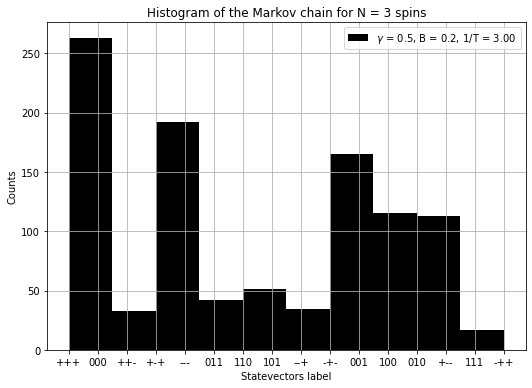 Histogram of the Markov chain for N = 3 spins
γ = 0.5, B = 0.2, 1/T = 3.00
Counts
250
200
150
100
50
0
+++ 000 ++- +-+ --- 011 110 101 --+ -+- 001 100 010 +-- 111 -++
Statevectors label